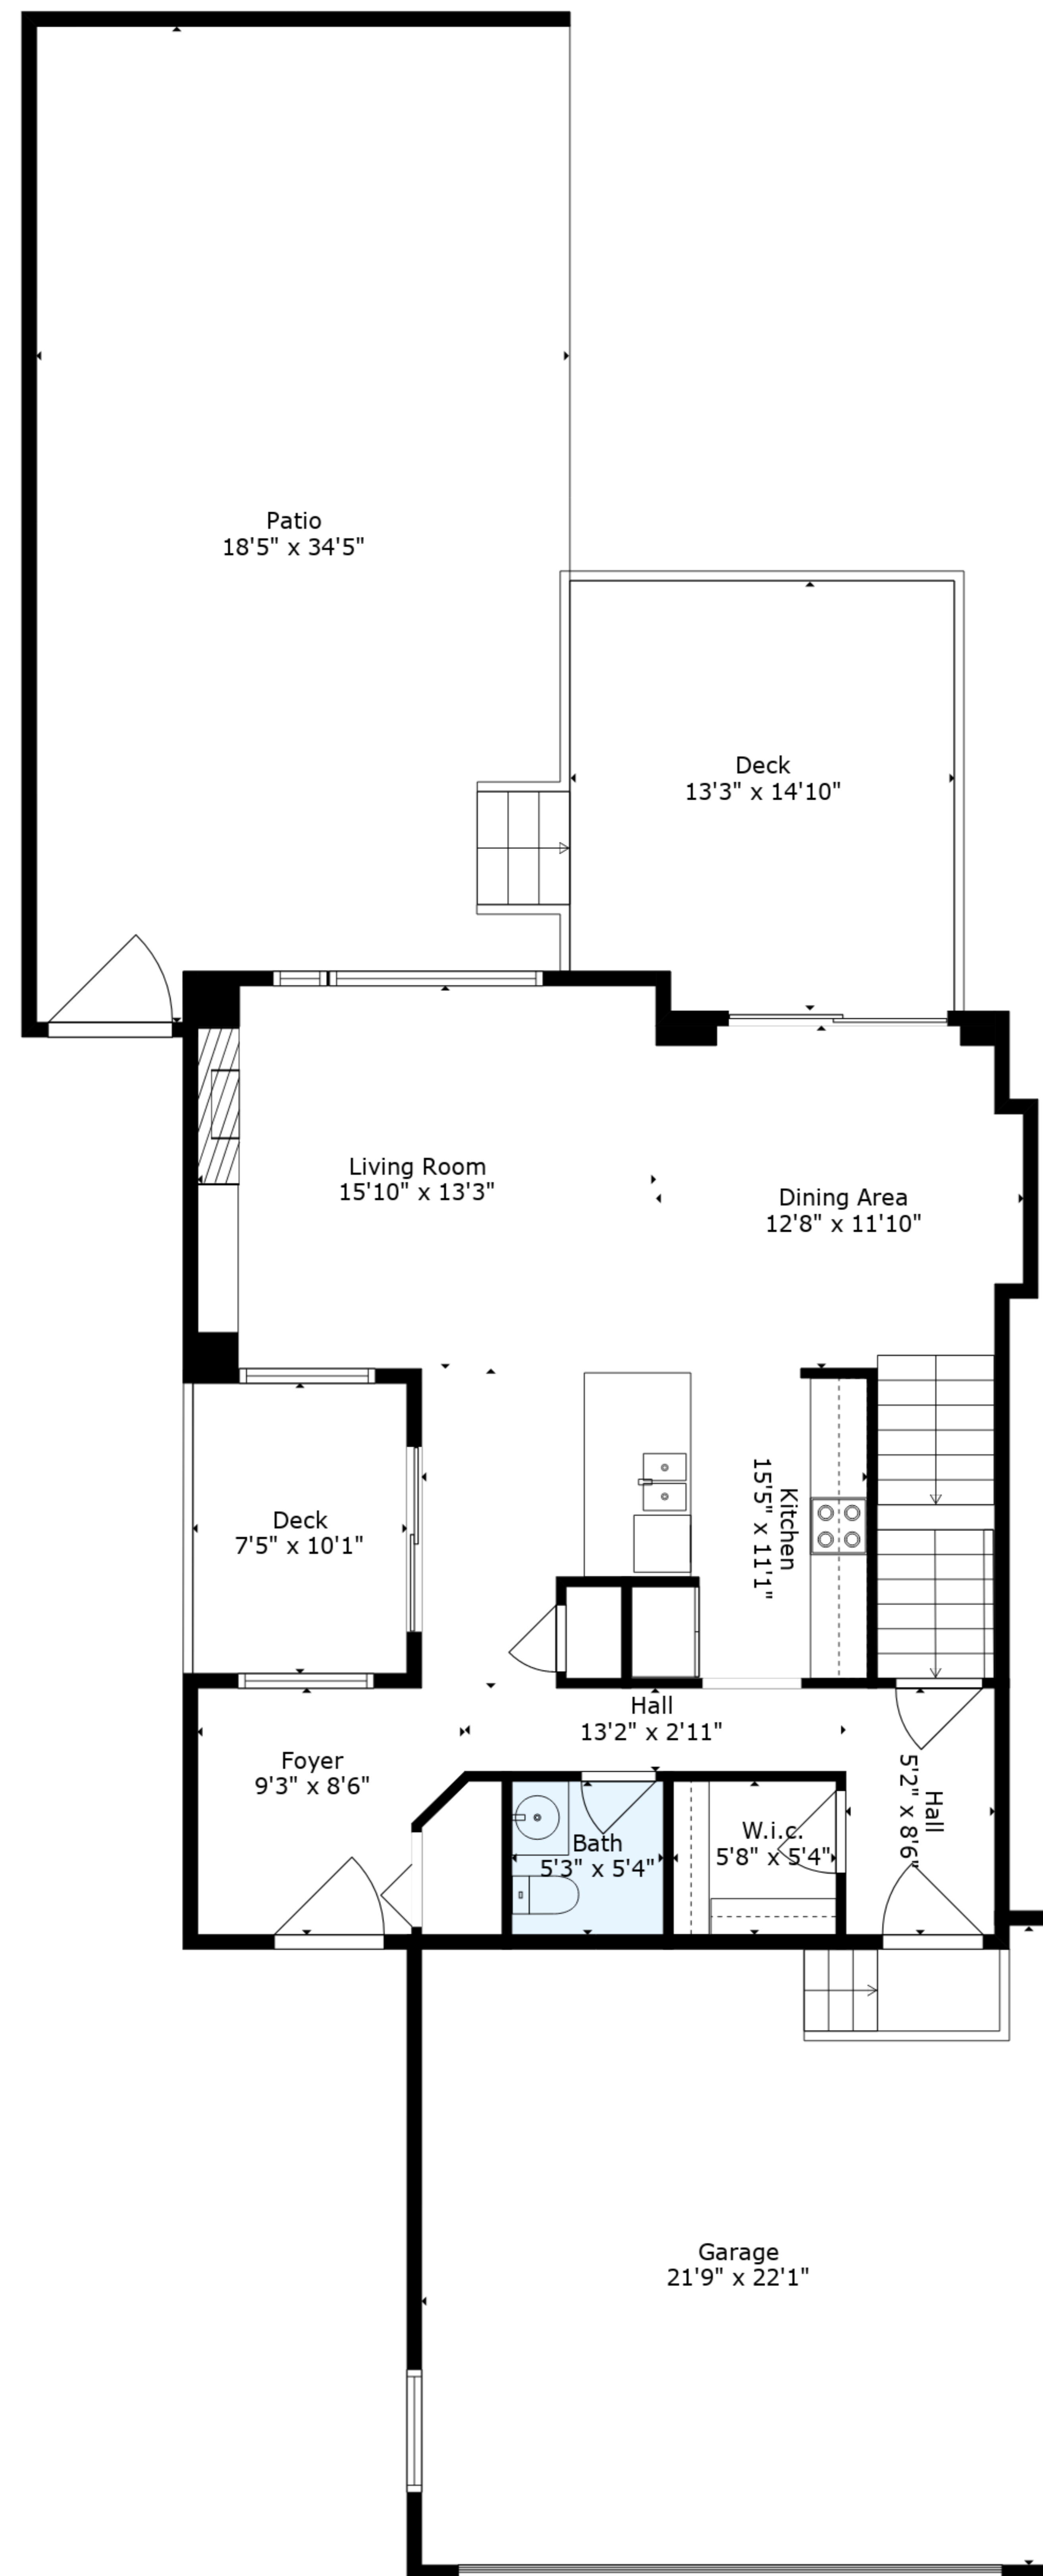 Patio
18'5" x 34'5"
Deck
13'3" x 14'10"
Living Room
15'10" x 13'3"
Dining Area
12'8" x 11'10"
Deck
7'5" x 10'1"
Kitchen
15'5" x 11'1"
Hall
13'2" x 2'11"
Foyer
9'3" x 8'6"
Bath
5'3" x 5'4"
W.i.c.
5'8" x 5'4"
Hall
5'2" x 8'6"
Garage
21'9" x 22'1"